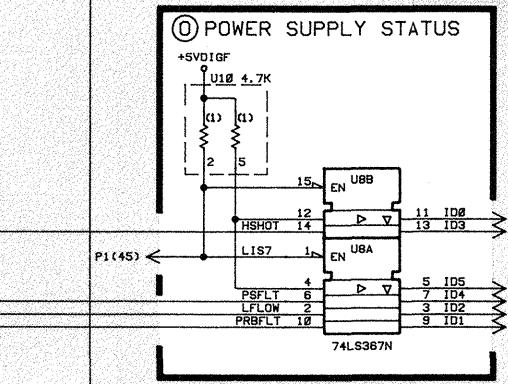 O POWER SUPPLY STATUS
+5VDIGF
U10 4.7K
(1) (1)
2 5
15 EN U8B
12 11 ID0
HSHOT 14 13 ID3
P1(45) LIS7 1 EN U8A
4 5 ID5
PSFLT 6 7 ID4
LFLOW 2 3 ID2
PRBFLT 10 9 ID1
74LS367N